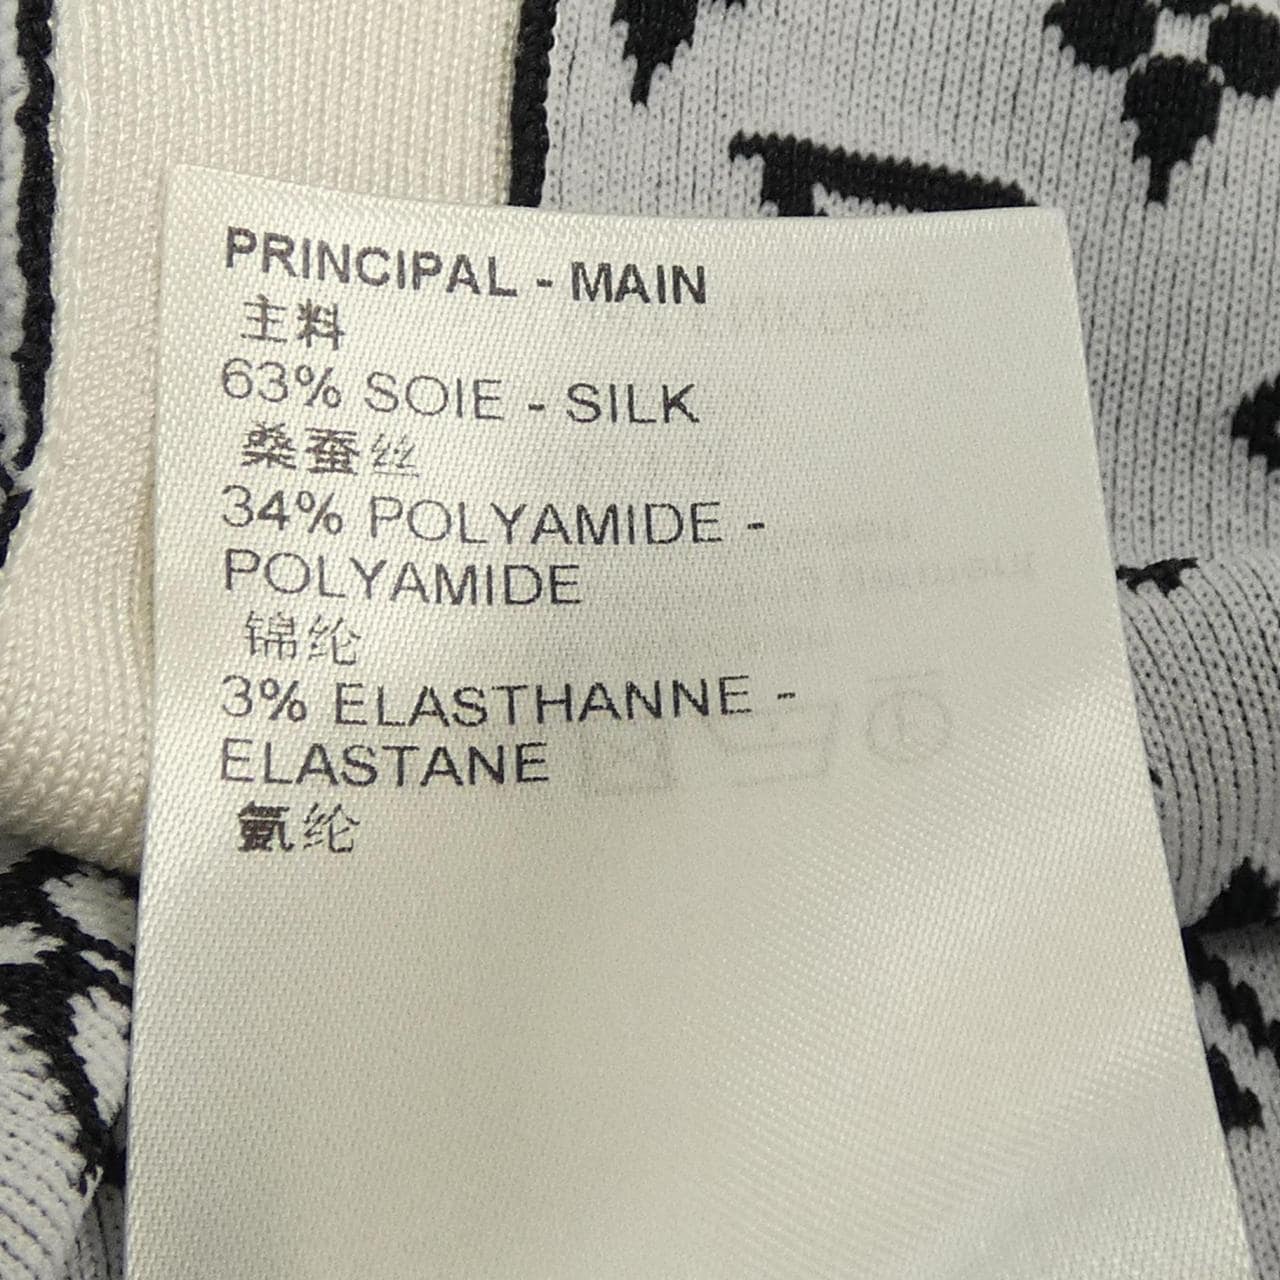 PRINCIPAL - MAIN
主料
63% SOIE - SILK
桑蚕丝
34% POLYAMIDE -
POLYAMIDE
锦纶
3% ELASTHANNE -
ELASTANE
氨纶